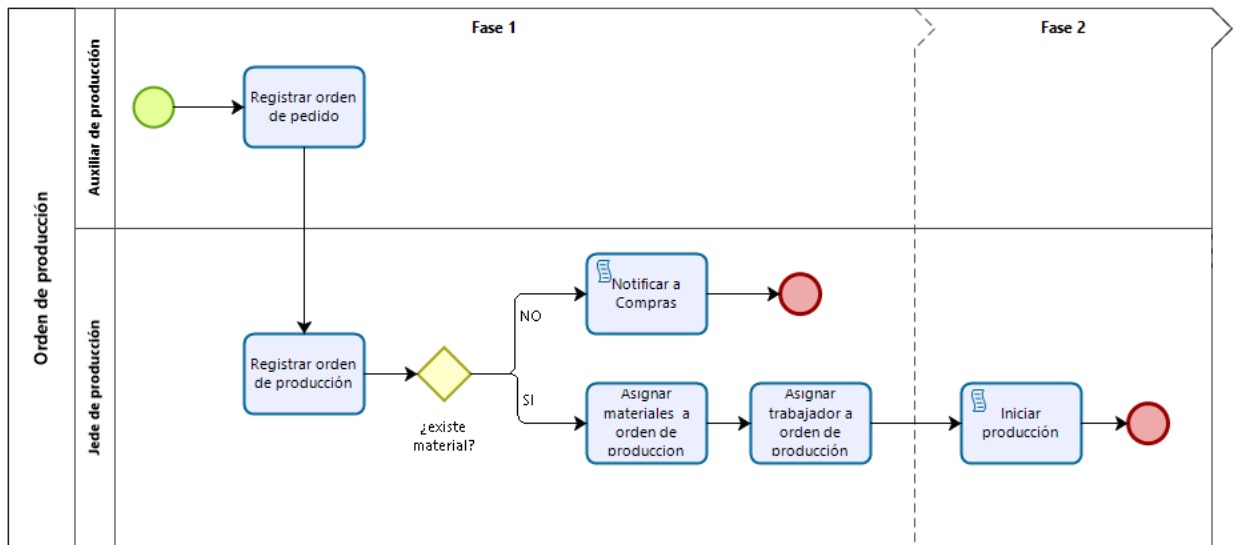 Orden de producción
Fase 1
Fase 2
Auxiliar de producción
Registrar orden
de pedido
Jede de producción
Registrar orden
de producción
¿existe
material?
NO
Notificar a
Compras
SI
Asignar
materiales a
orden de
produccion
Asignar
trabajador a
orden de
producción
Iniciar
producción